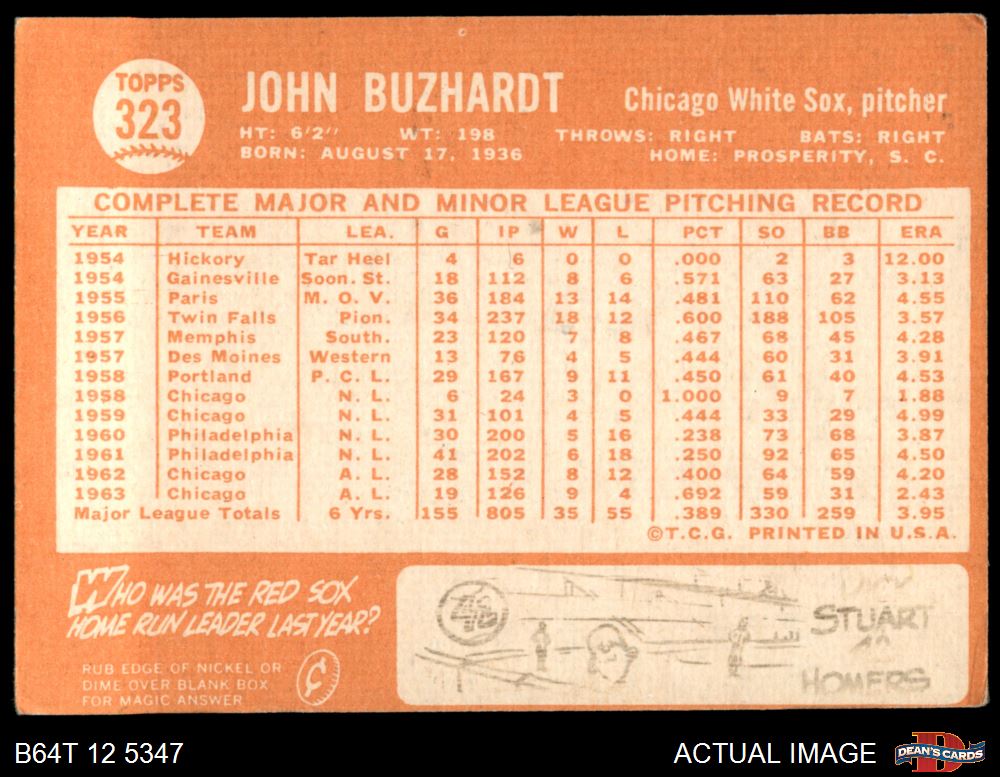 TOPPS
323
JOHN BUZHARDT
Chicago White Sox, pitcher
HT: 6'2" WT: 198 THROWS: RIGHT BATS: RIGHT
BORN: AUGUST 17, 1936 HOME: PROSPERITY, S. C.
COMPLETE MAJOR AND MINOR LEAGUE PITCHING RECORD
YEAR TEAM LEA. G IP W L PCT SO BB ERA
1954 Hickory Tar Heel 4 6 0 0 .000 2 3 12.00
1954 Gainesville Soon. St. 18 112 8 6 .571 63 27 3.13
1955 Paris M. O. V. 36 184 13 14 .481 110 62 4.55
1956 Twin Falls Pion. 34 237 18 12 .600 188 105 3.57
1957 Memphis South. 23 120 7 8 .467 68 45 4.28
1957 Des Moines Western 13 76 4 5 .444 60 31 3.91
1958 Portland P. C. L. 29 167 9 11 .450 61 40 4.53
1958 Chicago N. L. 6 24 3 0 1.000 9 7 1.88
1959 Chicago N. L. 31 101 4 5 .444 33 29 4.99
1960 Philadelphia N. L. 30 200 5 16 .238 73 68 3.87
1961 Philadelphia N. L. 41 202 6 18 .250 92 65 4.50
1962 Chicago A. L. 28 152 8 12 .400 64 59 4.20
1963 Chicago A. L. 19 126 9 4 .692 59 31 2.43
Major League Totals 6 Yrs. 155 805 35 55 .389 330 259 3.95
©T.C.G. PRINTED IN U.S.A.
WHO WAS THE RED SOX
HOME RUN LEADER LAST YEAR?
RUB EDGE OF NICKEL OR
DIME OVER BLANK BOX
FOR MAGIC ANSWER
¢
STUART
HOMERS
B64T 12 5347
ACTUAL IMAGE
D
DEAN'S CARDS